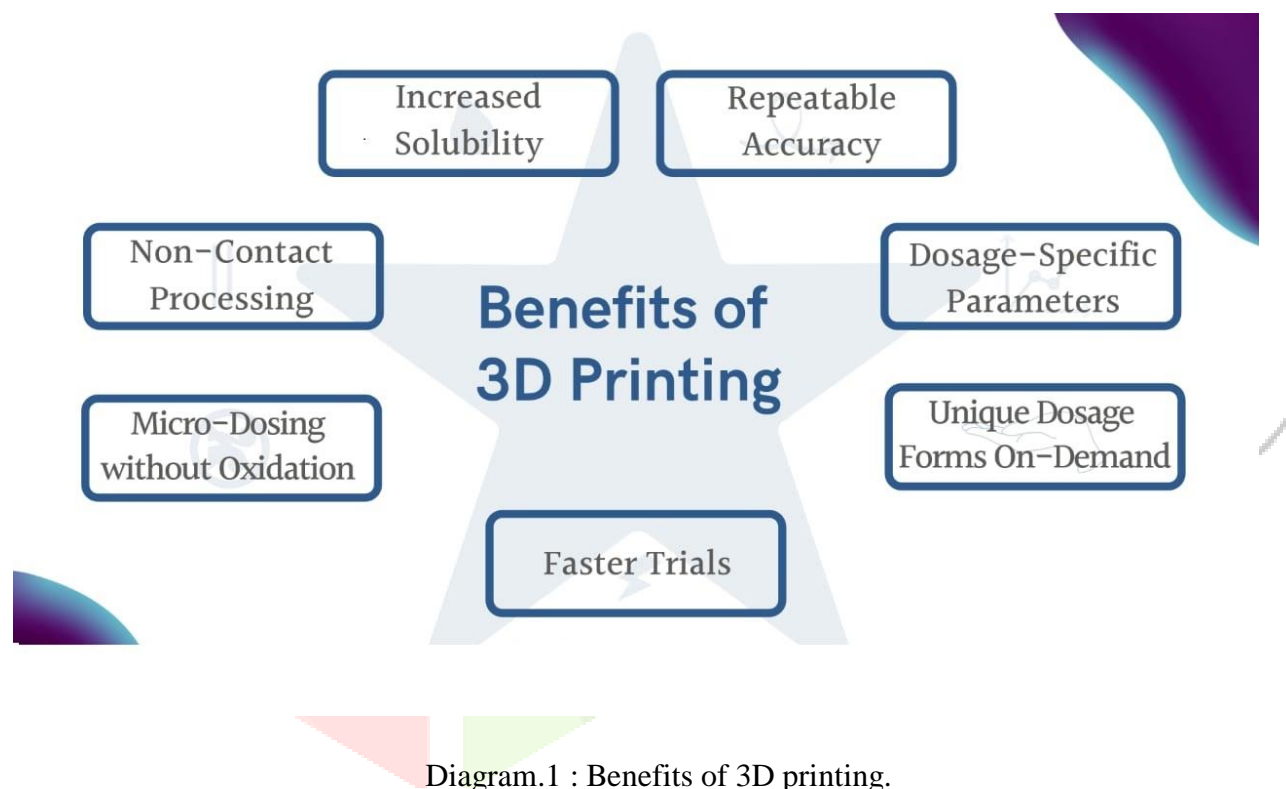 Increased
Solubility
Repeatable
Accuracy
Non-Contact
Processing
Dosage-Specific
Parameters
Benefits of
3D Printing
Micro-Dosing
without Oxidation
Unique Dosage
Forms On-Demand
Faster Trials
Diagram.1 : Benefits of 3D printing.